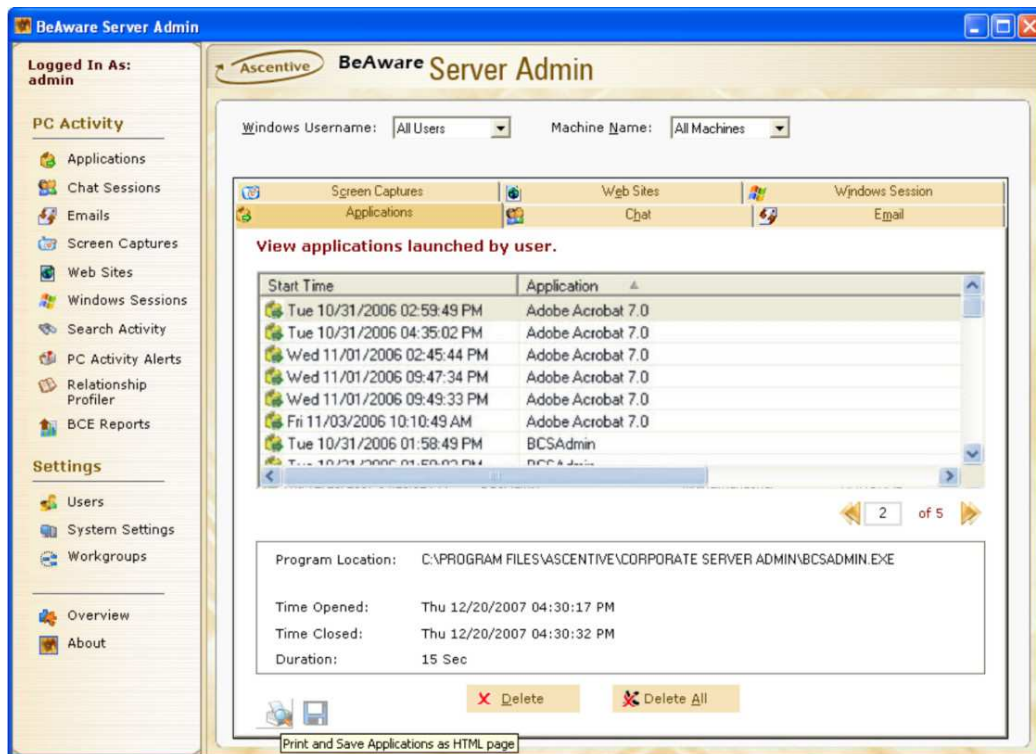 BeAware Server Admin
Logged In As:
admin
PC Activity
Applications
Chat Sessions
Emails
Screen Captures
Web Sites
Windows Sessions
Search Activity
PC Activity Alerts
Relationship
Profiler
BCE Reports
Settings
Users
System Settings
Workgroups
Overview
About
Ascentive BeAware Server Admin
Windows Username: All Users Machine Name: All Machines
Screen Captures Web Sites Windows Session
Applications Chat Email
View applications launched by user.
Start Time Application
Tue 10/31/2006 02:59:49 PM Adobe Acrobat 7.0
Tue 10/31/2006 04:35:02 PM Adobe Acrobat 7.0
Wed 11/01/2006 02:45:44 PM Adobe Acrobat 7.0
Wed 11/01/2006 09:47:34 PM Adobe Acrobat 7.0
Wed 11/01/2006 09:49:33 PM Adobe Acrobat 7.0
Fri 11/03/2006 10:10:49 AM Adobe Acrobat 7.0
Tue 10/31/2006 01:58:49 PM BCSAdmin
2 of 5
Program Location: C:\PROGRAM FILES\ASCENTIVE\CORPORATE SERVER ADMIN\BCSADMIN.EXE
Time Opened: Thu 12/20/2007 04:30:17 PM
Time Closed: Thu 12/20/2007 04:30:32 PM
Duration: 15 Sec
Delete Delete All
Print and Save Applications as HTML page